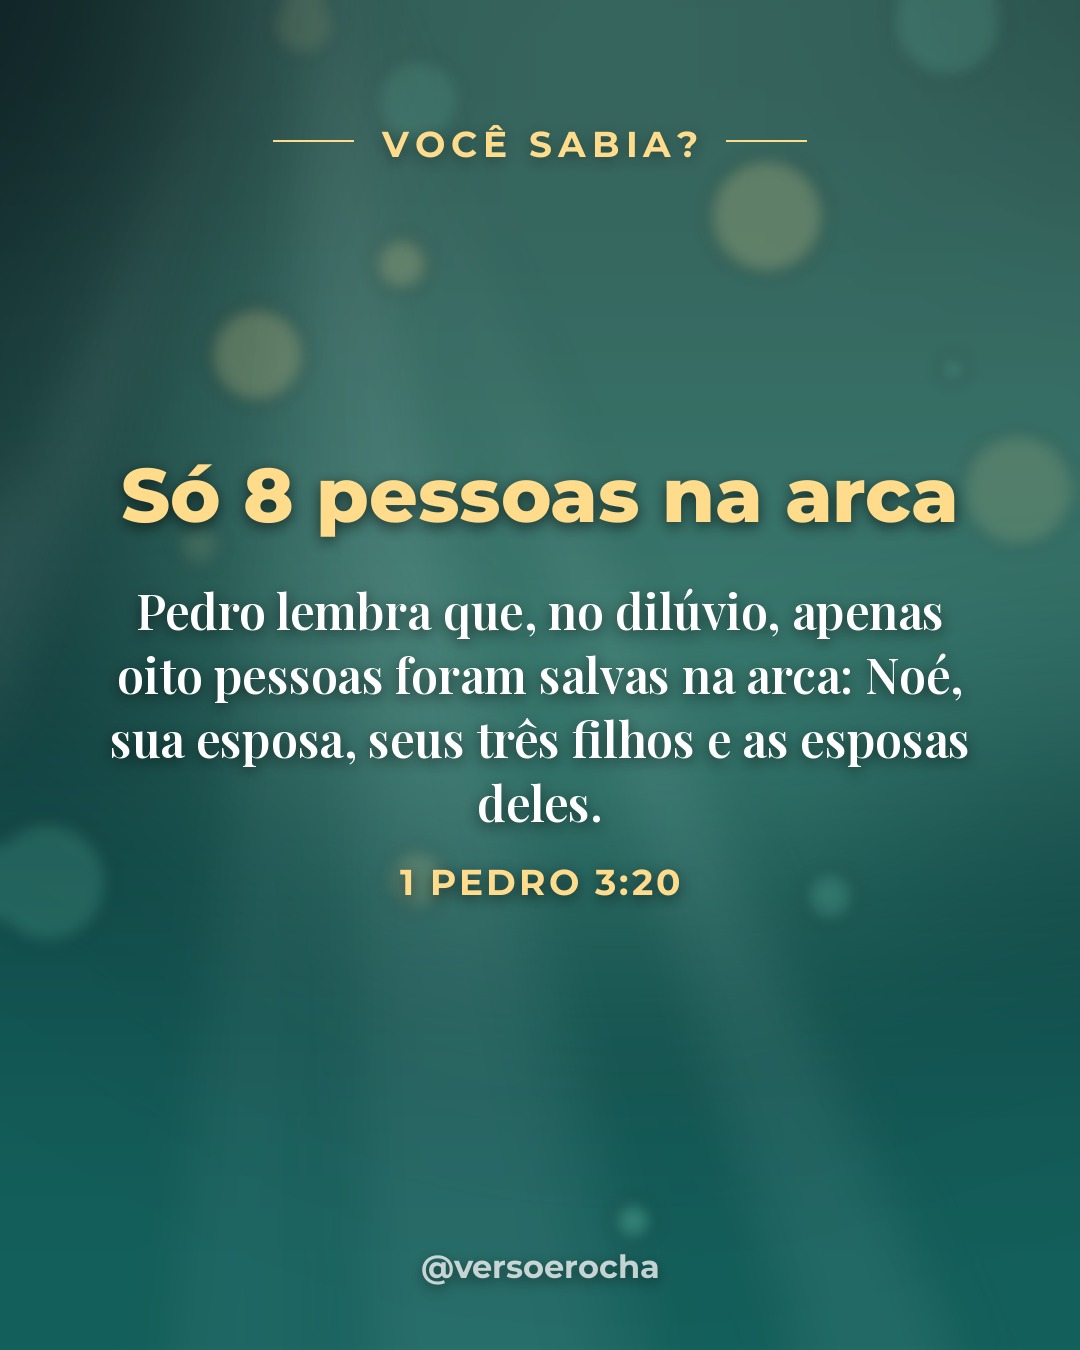 VOCÊ SABIA?
Só 8 pessoas na arca
Pedro lembra que, no dilúvio, apenas
oito pessoas foram salvas na arca: Noé,
sua esposa, seus três filhos e as esposas
deles.
1 PEDRO 3:20
@versoerocha